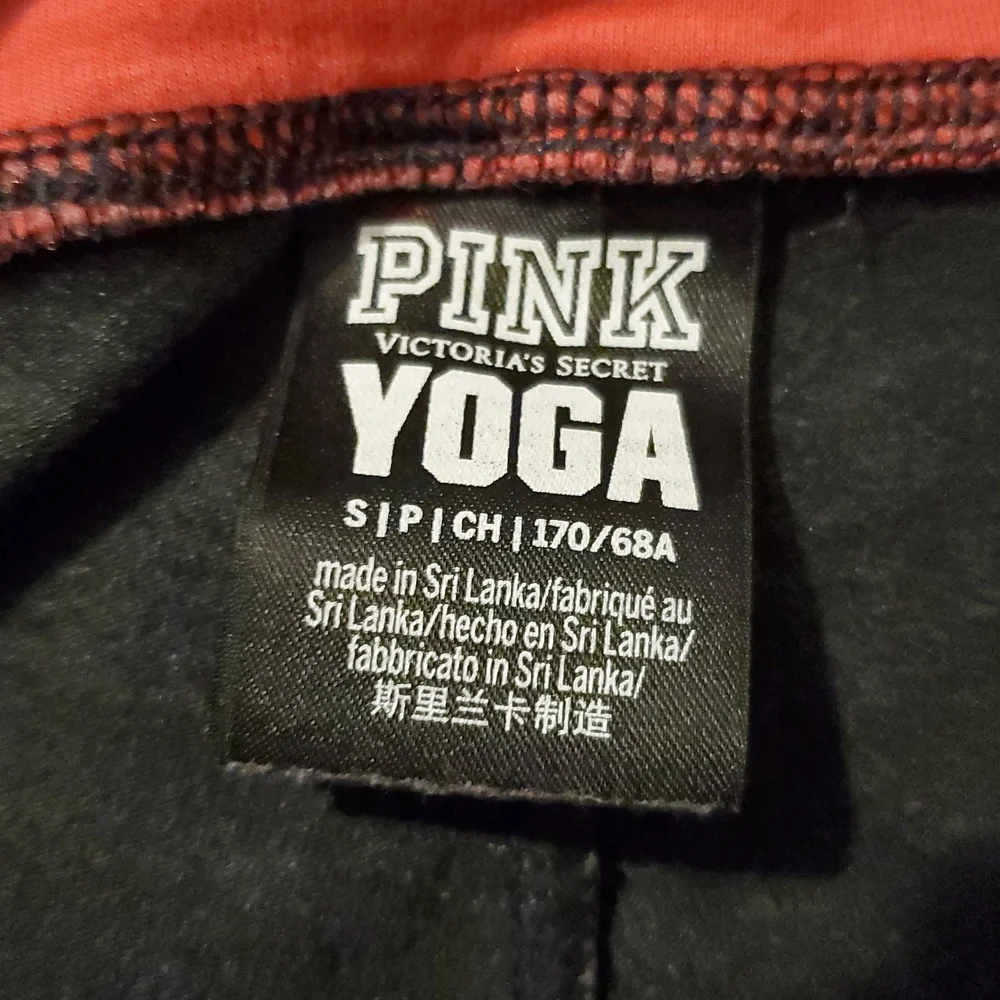 PINK
VICTORIA'S SECRET
YOGA
S | P | CH | 170/68A
made in Sri Lanka/fabriqué au
Sri Lanka/hecho en Sri Lanka/
fabbricato in Sri Lanka/
斯里兰卡制造